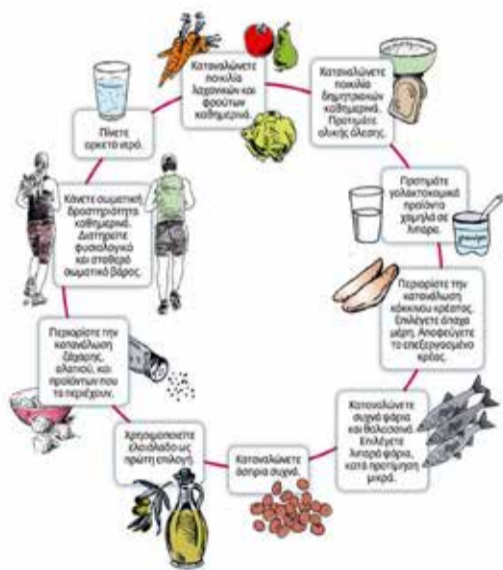 Καταναλώνετε
ποικιλία
λαχανικών και
φρούτων
καθημερινά.
Καταναλώνετε
ποικιλία
δημητριακών
καθημερινά.
Προτιμάτε
ολικής άλεσης.
Προτιμάτε
γαλακτοκομικά
προϊόντα
χαμηλά σε
λιπαρά.
Περιορίστε την
κατανάλωση
κόκκινου κρέατος.
Επιλέγετε άπαχα
μέρη. Αποφεύγετε
το επεξεργασμένο
κρέας.
Καταναλώνετε
συχνά ψάρια
και θαλασσινά.
Επιλέγετε
λιπαρά ψάρια,
κατά προτίμηση
μικρά.
Καταναλώνετε
όσπρια συχνά.
Χρησιμοποιείτε
ελαιόλαδο ως
πρώτη επιλογή.
Περιορίστε την
κατανάλωση
ζάχαρης,
αλατιού, και
προϊόντων που
τα περιέχουν.
Κάνετε σωματική
δραστηριότητα
καθημερινά.
Διατηρείτε
φυσιολογικό
και σταθερό
σωματικό βάρος.
Πίνετε
αρκετό νερό.